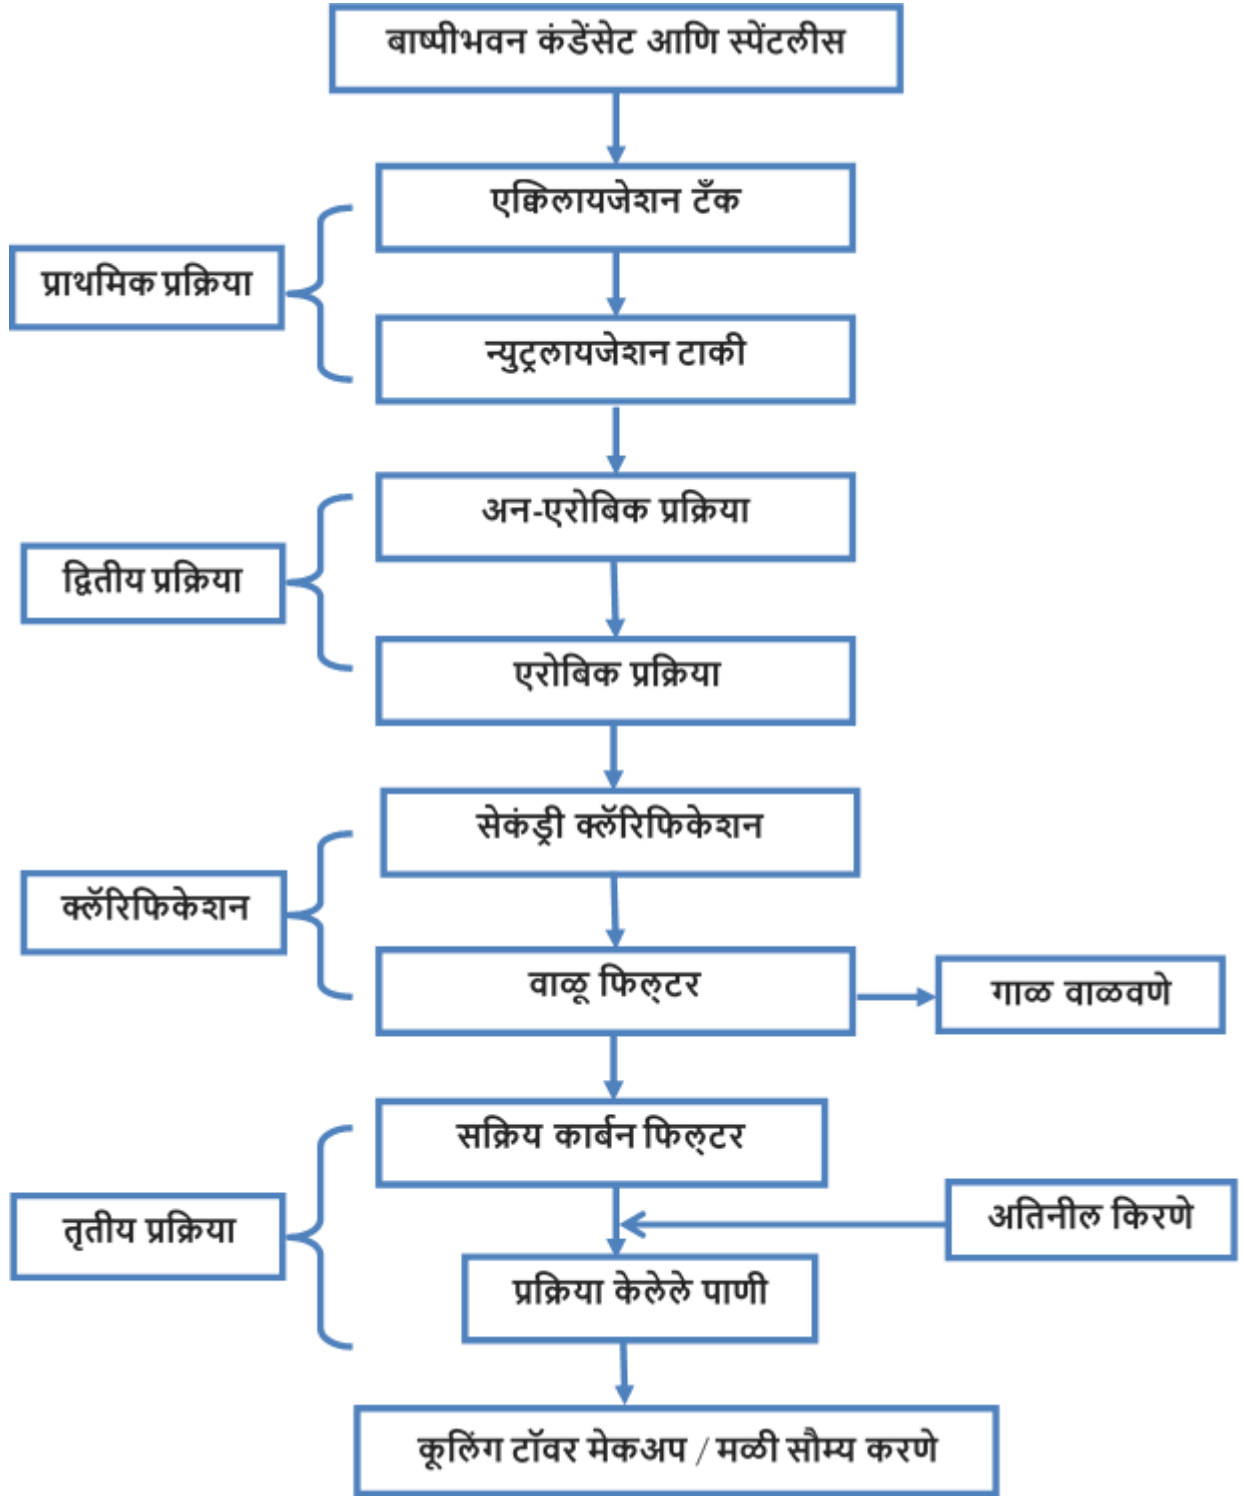 बाष्पीभवन कंडेंसेट आणि स्पेंटलीस
एक्विलायजेशन टँक
प्राथमिक प्रक्रिया
न्युट्रलायजेशन टाकी
अन-एरोबिक प्रक्रिया
द्वितीय प्रक्रिया
एरोबिक प्रक्रिया
सेकंड्री क्लॅरिफिकेशन
क्लॅरिफिकेशन
वाळू फिल्टर
गाळ वाळवणे
सक्रिय कार्बन फिल्टर
अतिनील किरणे
तृतीय प्रक्रिया
प्रक्रिया केलेले पाणी
कूलिंग टॉवर मेकअप / मळी सौम्य करणे